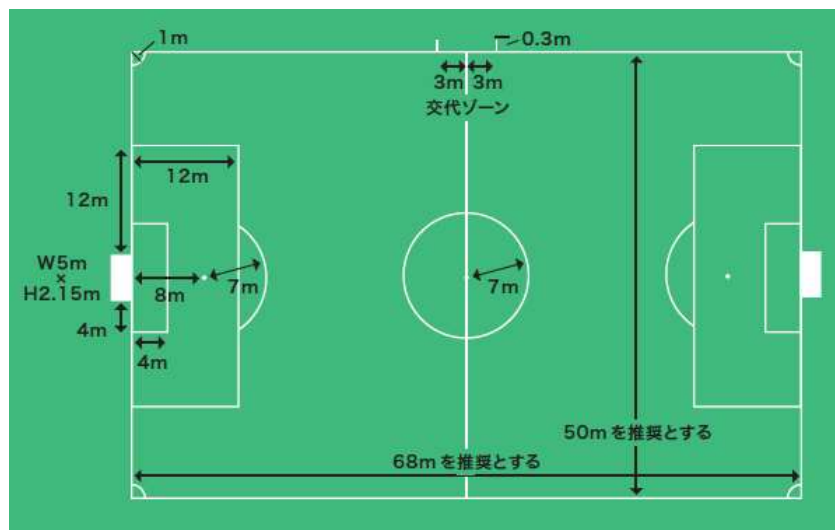 1m
0.3m
3m 3m
交代ゾーン
12m
12m
W5m
×
H2.15m
8m
7m
7m
4m
4m
50mを推奨とする
68mを推奨とする